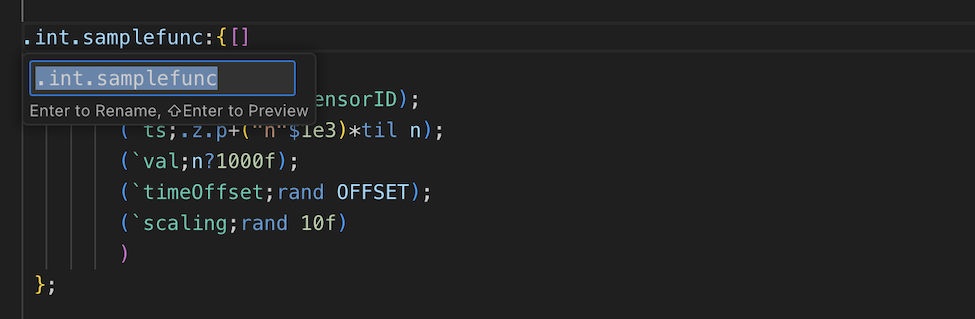 .int.samplefunc:{[]
.int.samplefunc
Enter to Rename, ⇧Enter to Preview
ensorID);
(`ts;.z.p+("n"$1e3)*til n);
(`val;n?1000f);
(`timeOffset;rand OFFSET);
(`scaling;rand 10f)
)
};